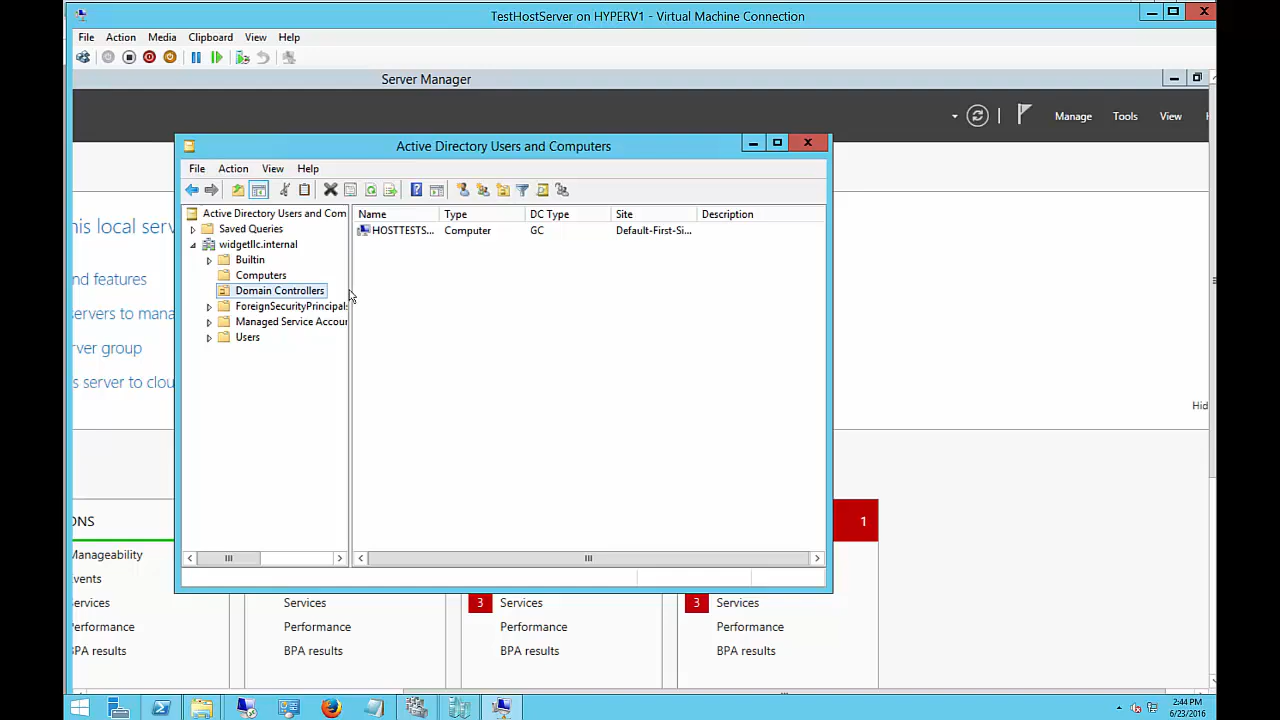 TestHostServer on HYPERV1 - Virtual Machine Connection
File Action Media Clipboard View Help
Server Manager
Manage Tools View
Active Directory Users and Computers
File Action View Help
Active Directory Users and Com
Saved Queries
widgetllc.internal
Builtin
Computers
Domain Controllers
ForeignSecurityPrincipals
Managed Service Accoun
Users
Name Type DC Type Site Description
HOSTTESTS... Computer GC Default-First-Si...
his local serv
nd features
servers to mana
rver group
s server to clou
Hid
ONS
1
Manageability
vents
ervices
Services
3 Services
3 Services
Performance
Performance
Performance
Performance
BPA results
BPA results
BPA results
BPA results
2:44 PM
6/23/2016